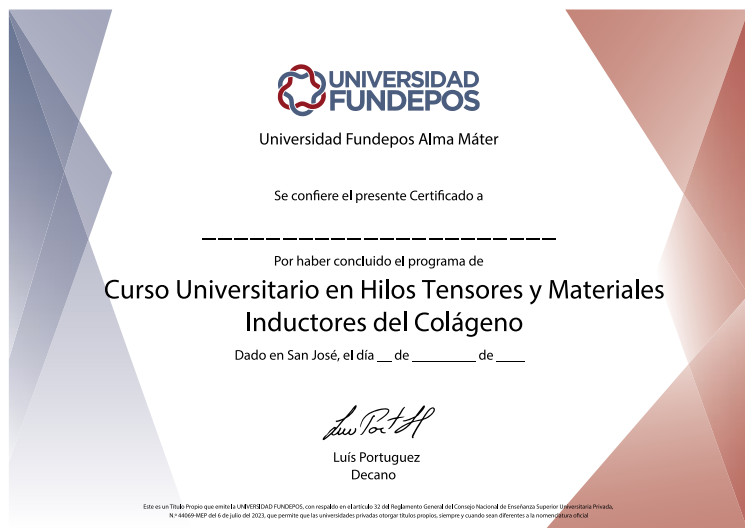 UNIVERSIDAD
FUNDEPOS
Universidad Fundepos Alma Máter
Se confiere el presente Certificado a
______________________
Por haber concluido el programa de
Curso Universitario en Hilos Tensores y Materiales
Inductores del Colágeno
Dado en San José, el día __ de ________ de ____
Luís Portuguez
Decano
Este es un Título Propio que emite la UNIVERSIDAD FUNDEPOS, con respaldo en el artículo 32 del Reglamento General del Consejo Nacional de Enseñanza Superior Universitaria Privada,
N.º 44069-MEP del 6 de julio del 2023, que permite que las universidades privadas otorgar títulos propios, siempre y cuando sean diferentes a la nomenclatura oficial